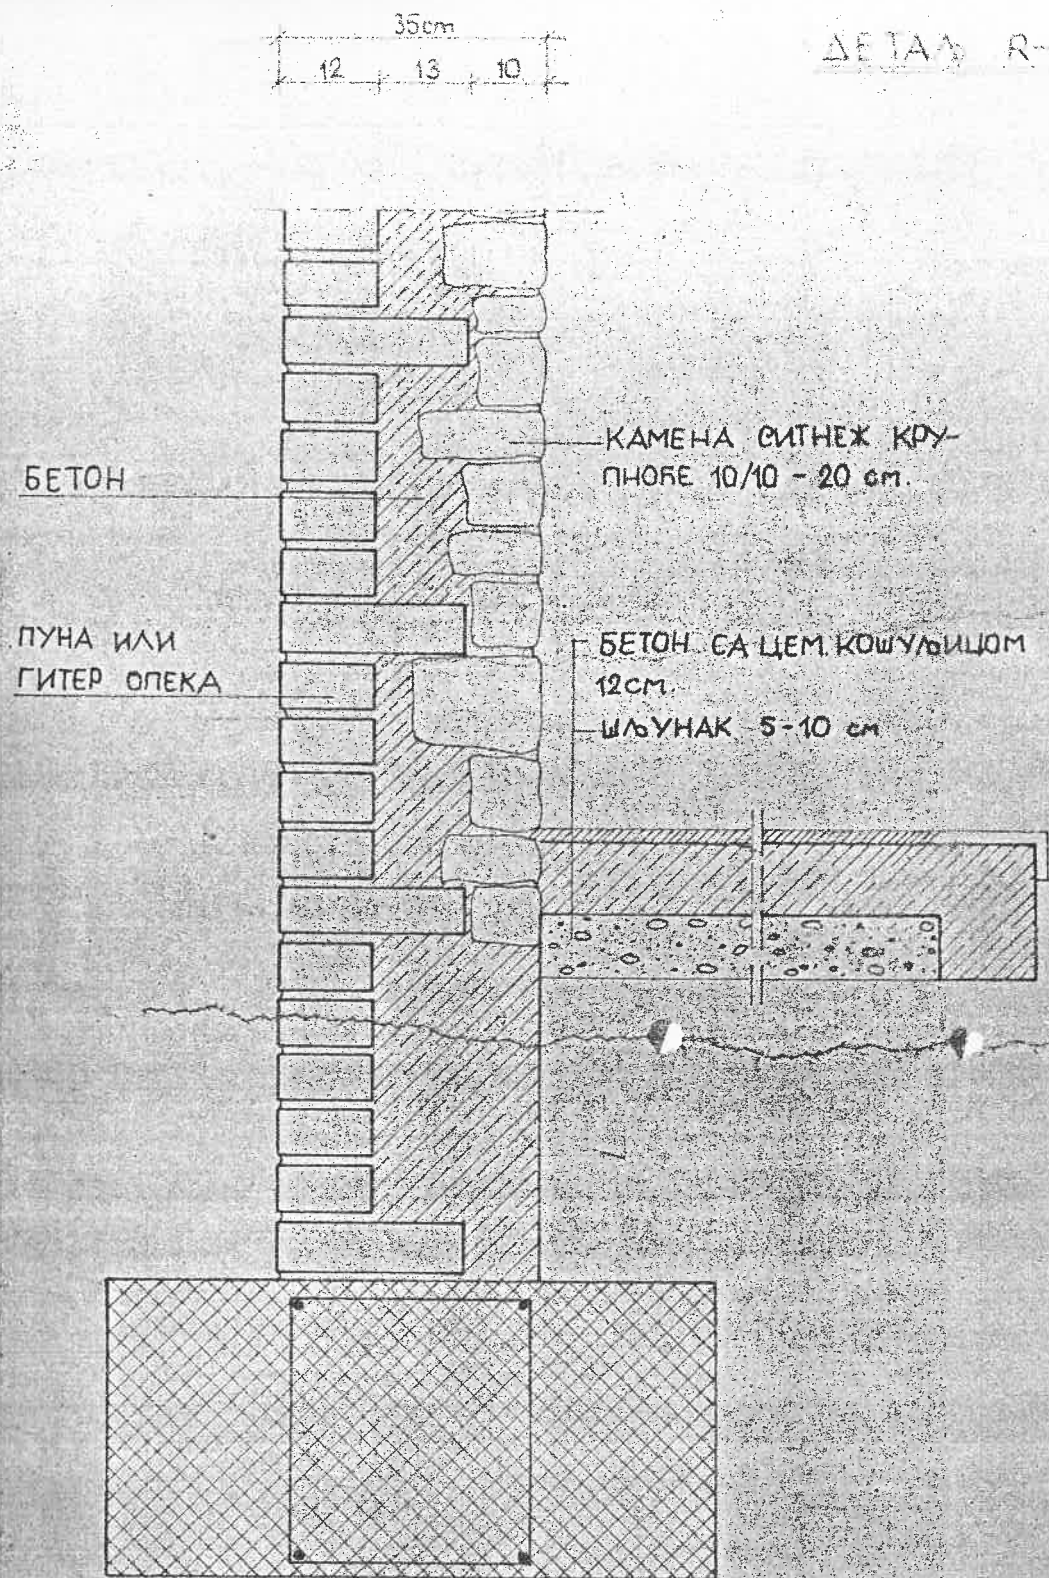 35cm
12 13 10
ДЕТАЉ R-
КАМЕНА СИТНЕЖ КРУ-
ПНОЋЕ 10/10 - 20 cm.
БЕТОН
ПУНА ИЛИ
ГИТЕР ОПЕКА
БЕТОН СА ЦЕМ. КОШУЉИЦОМ
12cm.
ШЉУНАК 5-10 cm